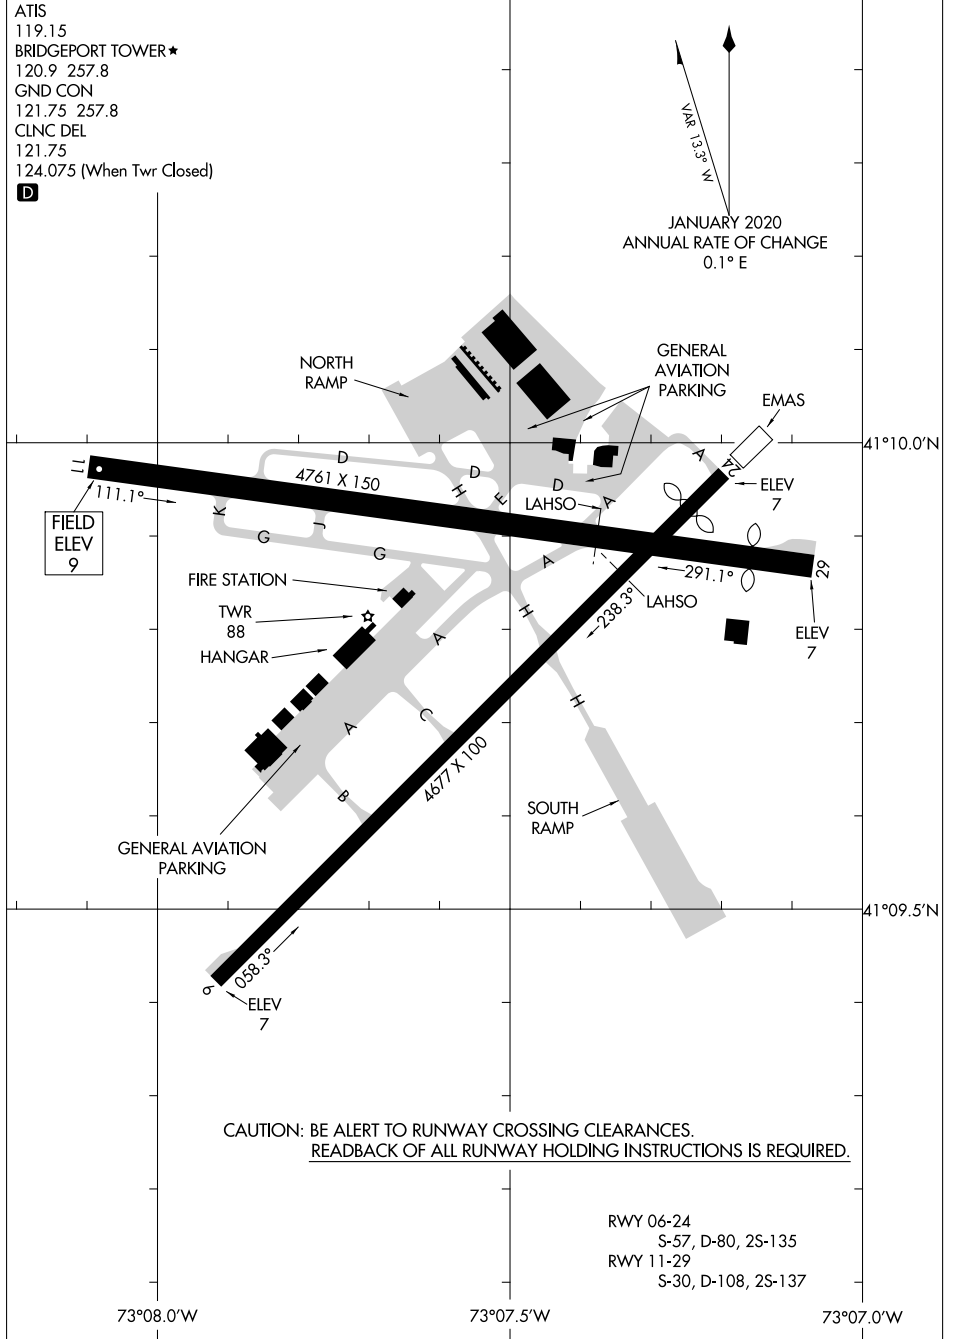 ATIS
119.15
BRIDGEPORT TOWER★
120.9 257.8
GND CON
121.75 257.8
CLNC DEL
121.75
124.075 (When Twr Closed)
D
VAR 13.3° W
JANUARY 2020
ANNUAL RATE OF CHANGE
0.1° E
NORTH
RAMP
GENERAL
AVIATION
PARKING
EMAS
41°10.0'N
11
D
4761 X 150
D
H
E
D
A
A
24
LAHSO
ELEV
7
111.1°
FIELD
ELEV
9
K
G
J
G
A
291.1°
29
FIRE STATION
TWR
88
HANGAR
238.3°
LAHSO
H
ELEV
7
A
A
C
H
B
4677 X 100
SOUTH
RAMP
GENERAL AVIATION
PARKING
41°09.5'N
058.3°
6
ELEV
7
CAUTION: BE ALERT TO RUNWAY CROSSING CLEARANCES.
READBACK OF ALL RUNWAY HOLDING INSTRUCTIONS IS REQUIRED.
RWY 06-24
S-57, D-80, 2S-135
RWY 11-29
S-30, D-108, 2S-137
73°08.0'W
73°07.5'W
73°07.0'W